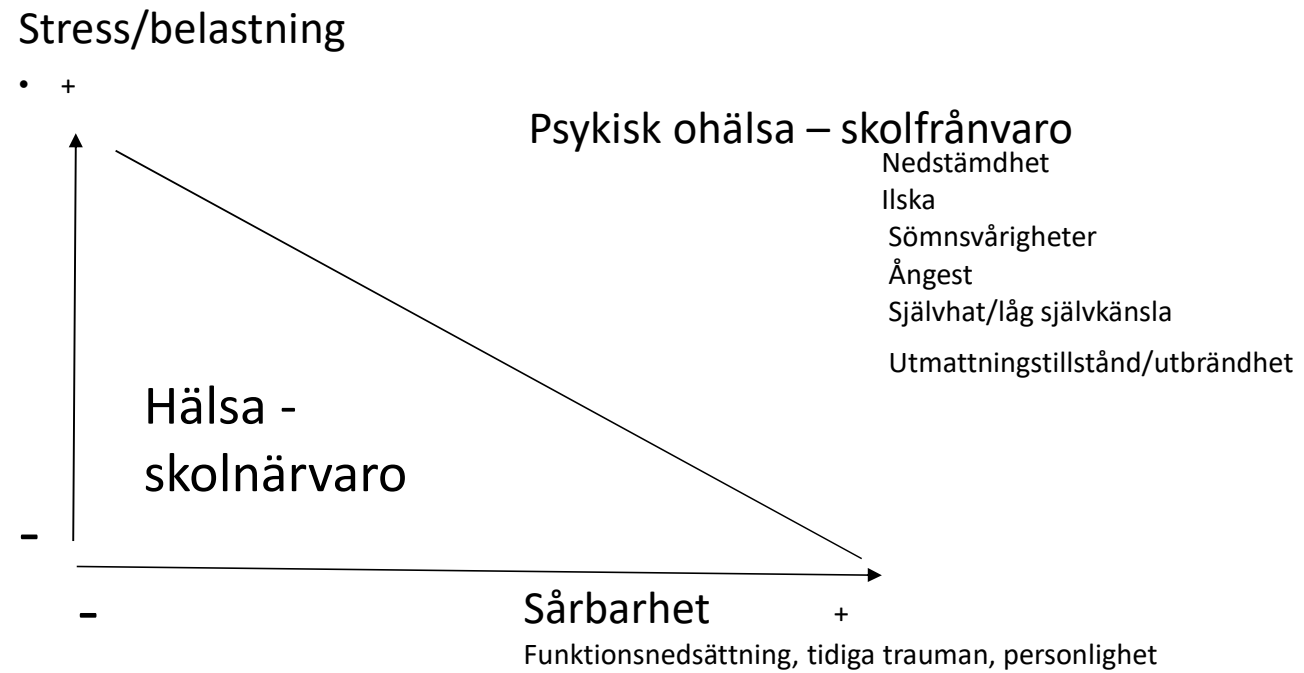 Stress/belastning
• +
Psykisk ohälsa – skolfrånvaro
Nedstämdhet
Ilska
Sömnsvårigheter
Ångest
Självhat/låg självkänsla
Utmattningstillstånd/utbrändhet
Hälsa -
skolnärvaro
-
-
Sårbarhet +
Funktionsnedsättning, tidiga trauman, personlighet